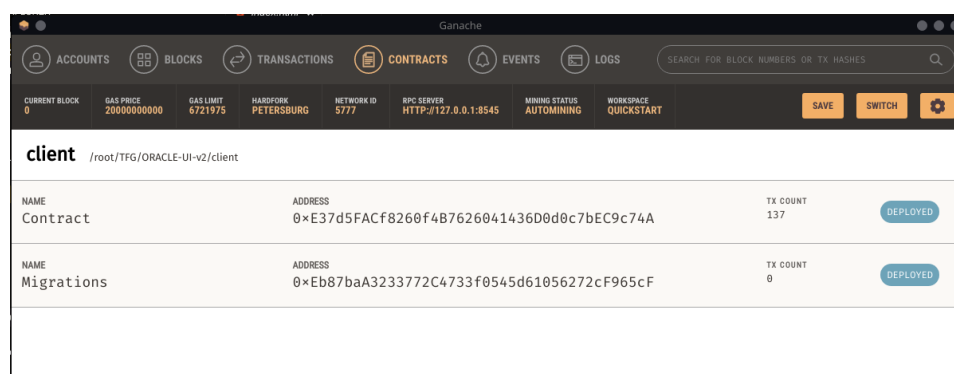 Ganache
ACCOUNTS BLOCKS TRANSACTIONS CONTRACTS EVENTS LOGS SEARCH FOR BLOCK NUMBERS OR TX HASHES
CURRENT BLOCK GAS PRICE GAS LIMIT HARDFORK NETWORK ID RPC SERVER MINING STATUS WORKSPACE
0 20000000000 6721975 PETERSBURG 5777 HTTP://127.0.0.1:8545 AUTOMINING QUICKSTART SAVE SWITCH
client /root/TFG/ORACLE-UI-v2/client
NAME ADDRESS TX COUNT
Contract 0×E37d5FACf8260f4B7626041436D0d0c7bEC9c74A 137 DEPLOYED
NAME ADDRESS TX COUNT
Migrations 0×Eb87baA3233772C4733f0545d61056272cF965cF 0 DEPLOYED